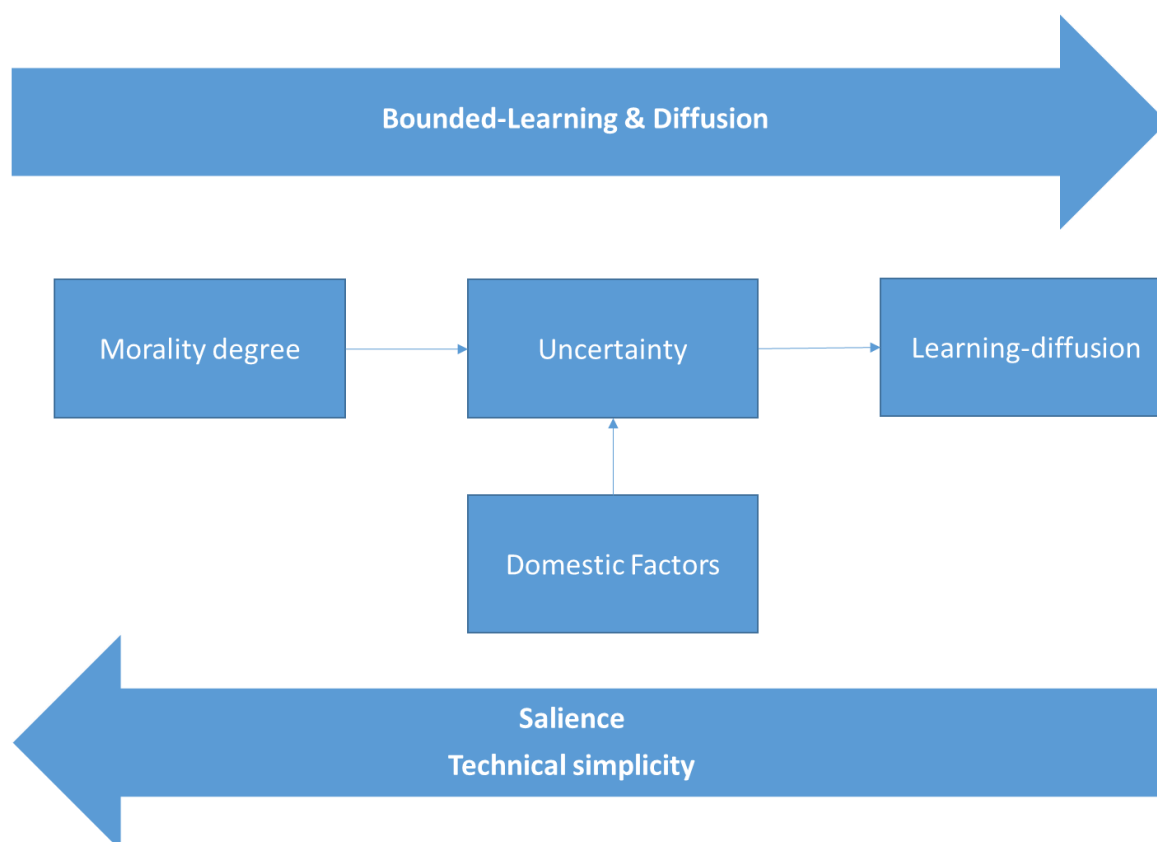 Bounded-Learning & Diffusion
Morality degree
Uncertainty
Learning-diffusion
Domestic Factors
Salience
Technical simplicity